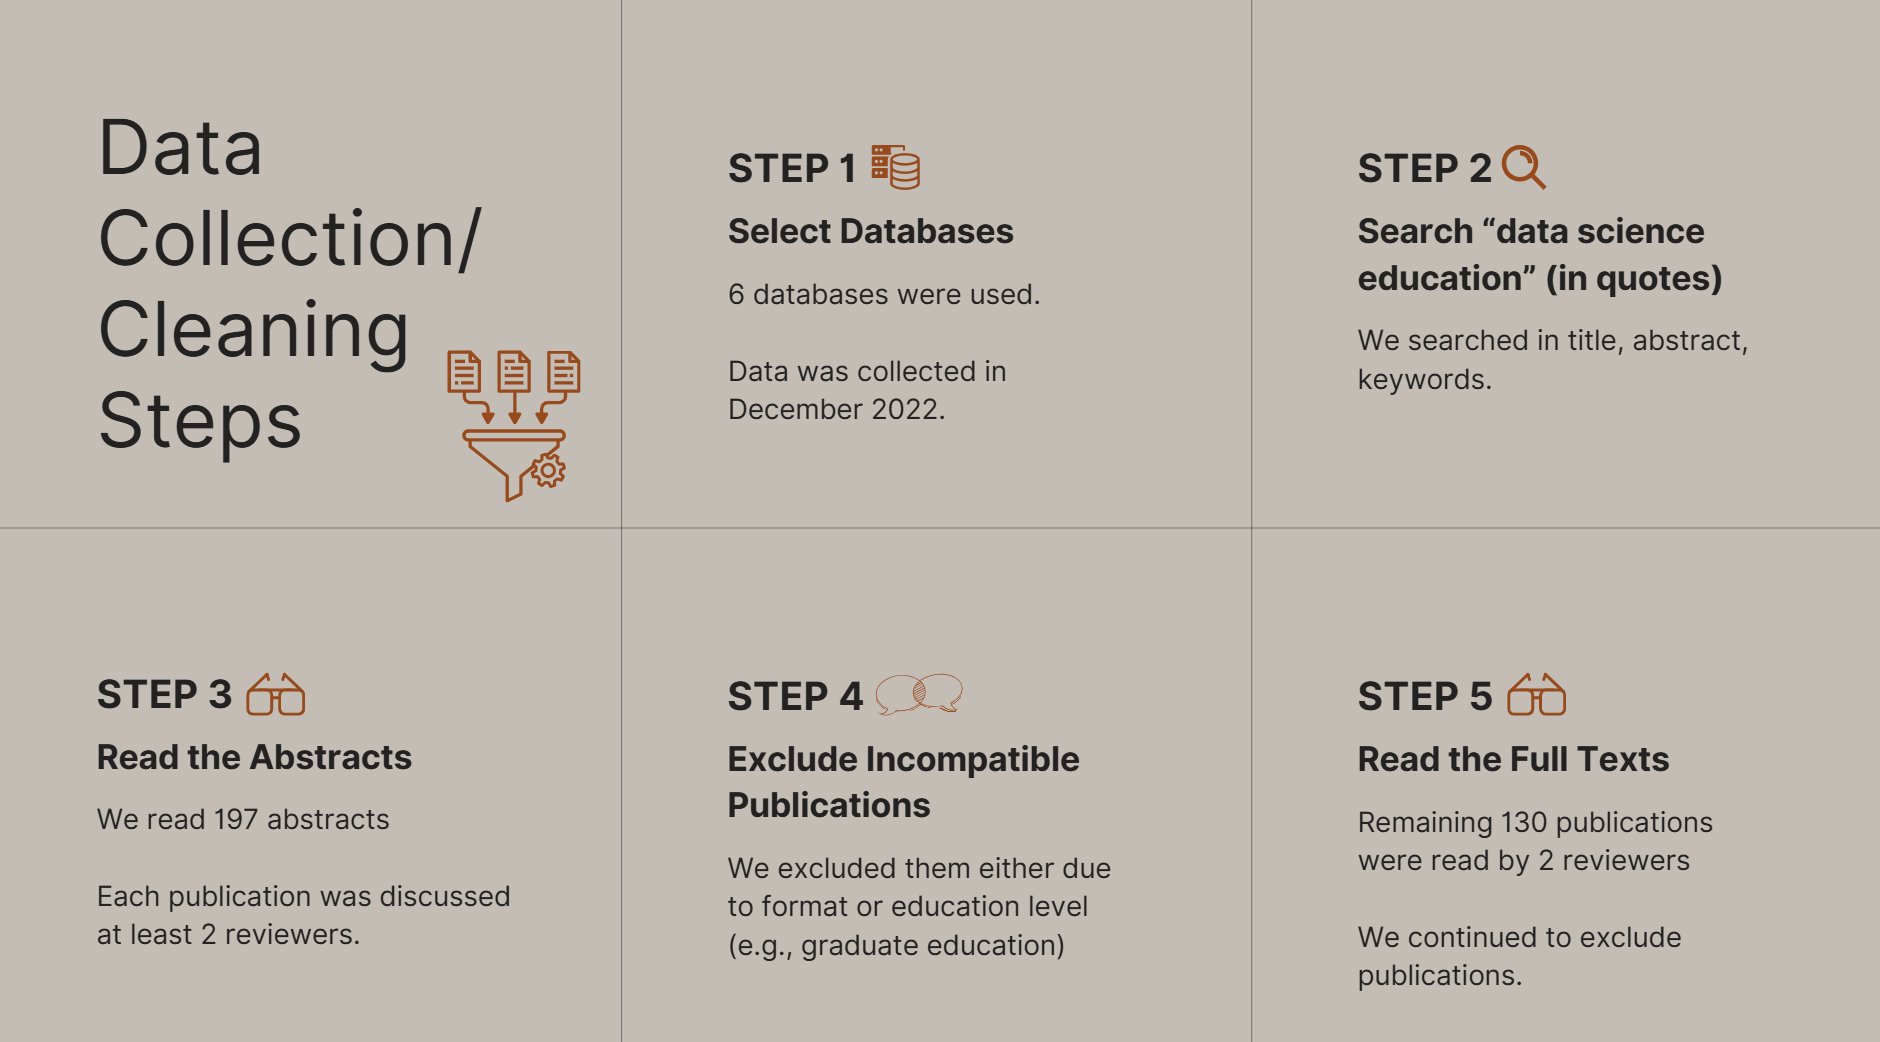 Data
Collection/
Cleaning
Steps
STEP 1
Select Databases
6 databases were used.
Data was collected in
December 2022.
STEP 2
Search “data science
education” (in quotes)
We searched in title, abstract,
keywords.
STEP 3
Read the Abstracts
We read 197 abstracts
Each publication was discussed
at least 2 reviewers.
STEP 4
Exclude Incompatible
Publications
We excluded them either due
to format or education level
(e.g., graduate education)
STEP 5
Read the Full Texts
Remaining 130 publications
were read by 2 reviewers
We continued to exclude
publications.